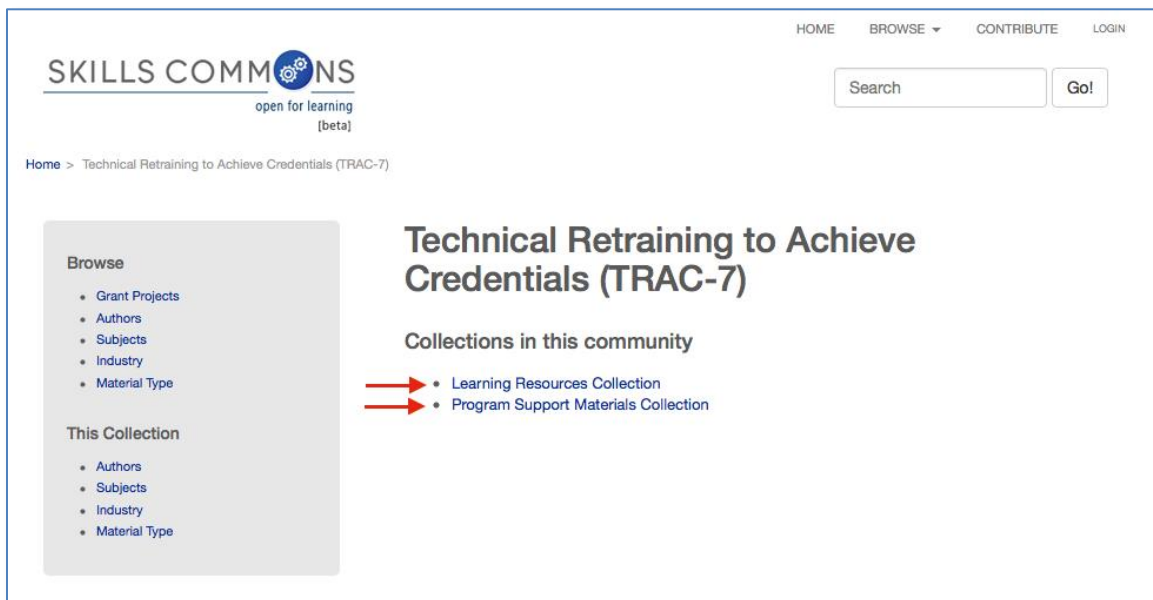 HOME BROWSE CONTRIBUTE LOGIN
SKILLS COMMONS
open for learning
[beta]
Search Go!
Home > Technical Retraining to Achieve Credentials (TRAC-7)
Browse
Grant Projects
Authors
Subjects
Industry
Material Type
This Collection
Authors
Subjects
Industry
Material Type
Technical Retraining to Achieve
Credentials (TRAC-7)
Collections in this community
Learning Resources Collection
Program Support Materials Collection